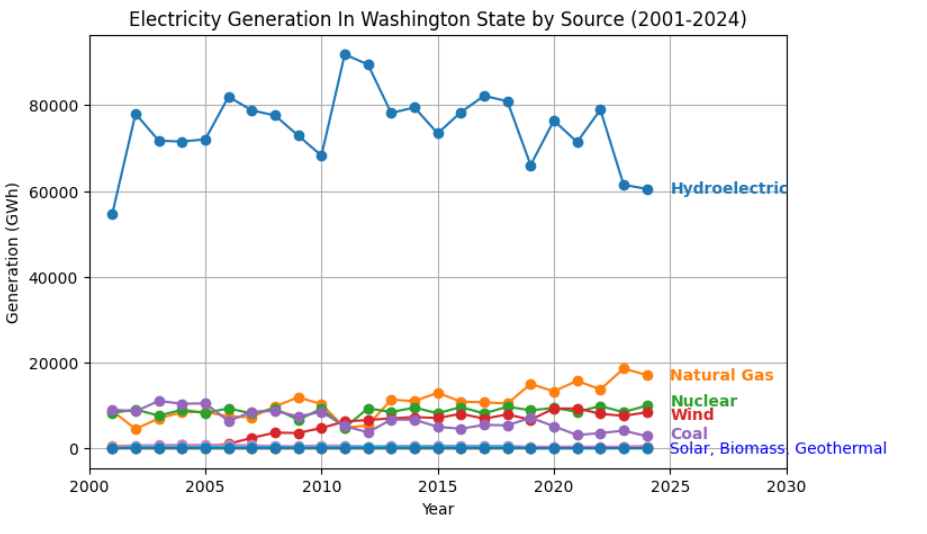 Electricity Generation In Washington State by Source (2001-2024)
Generation (GWh)
80000
60000
40000
20000
0
Hydroelectric
Natural Gas
Nuclear
Wind
Coal
Solar, Biomass, Geothermal
2000 2005 2010 2015 2020 2025 2030
Year